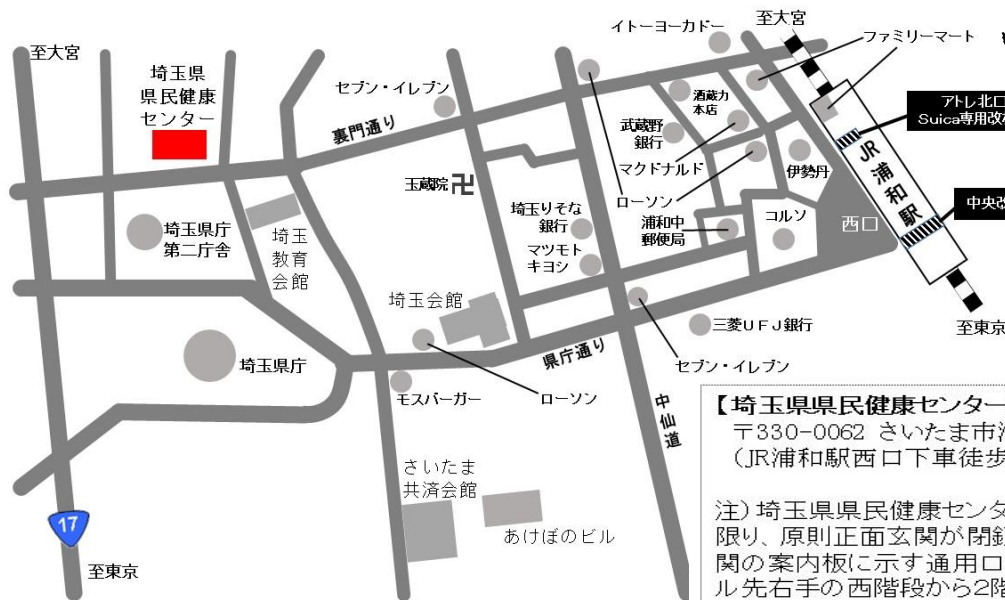 至大宮
イトーヨーカドー
至大宮
ファミリーマート
埼玉県
県民健康
センター
セブン・イレブン
裏門通り
酒蔵力
本店
武蔵野
銀行
マクドナルド
アトレ北口
Suica専用改
JR浦和駅
伊勢丹
玉蔵院
卍
ローソン
埼玉りそな
銀行
浦和中
郵便局
コルソ
西口
中央改
埼玉県庁
第二庁舎
埼玉
教育
会館
マツモト
キヨシ
埼玉会館
三菱UFJ銀行
至東京
県庁通り
埼玉県庁
セブン・イレブン
モスバーガー
ローソン
中仙道
さいたま
共済会館
あけぼのビル
17
至東京
【埼玉県県民健康センター
〒330-0062 さいたま市
(JR浦和駅西口下車徒歩
注)埼玉県県民健康センタ
限り、原則正面玄関が閉
関の案内板に示す通用口
ル先右手の西階段から2階